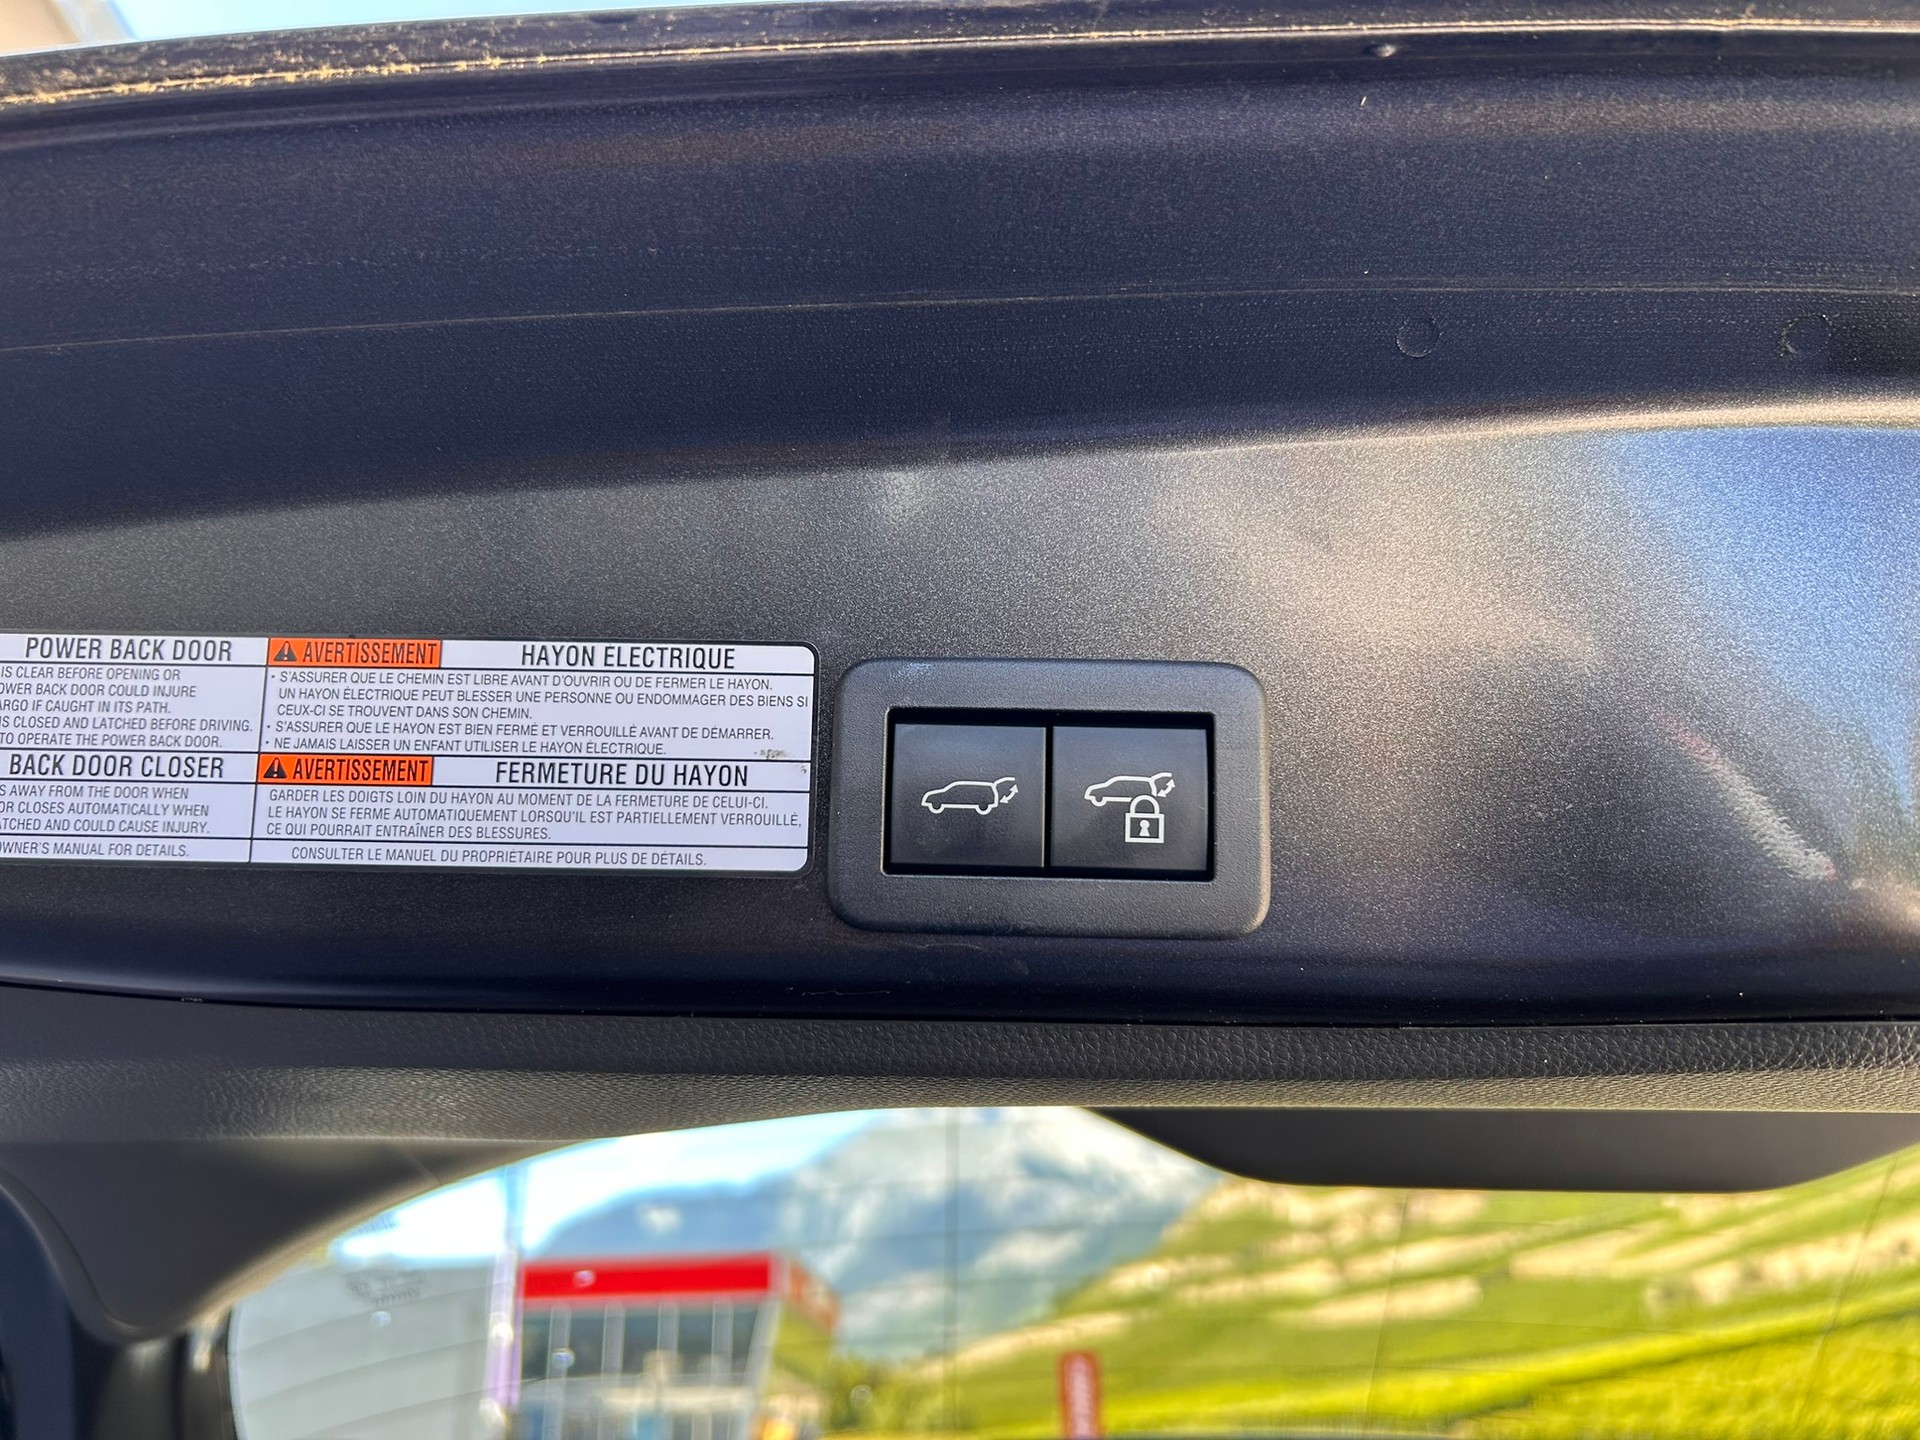 POWER BACK DOOR
IS CLEAR BEFORE OPENING OR
OWER BACK DOOR COULD INJURE
ARGO IF CAUGHT IN ITS PATH.
IS CLOSED AND LATCHED BEFORE DRIVING.
TO OPERATE THE POWER BACK DOOR.
BACK DOOR CLOSER
S AWAY FROM THE DOOR WHEN
OR CLOSES AUTOMATICALLY WHEN
ATCHED AND COULD CAUSE INJURY.
OWNER'S MANUAL FOR DETAILS.
AVERTISSEMENT HAYON ÉLECTRIQUE
• S'ASSURER QUE LE CHEMIN EST LIBRE AVANT D'OUVRIR OU DE FERMER LE HAYON.
UN HAYON ÉLECTRIQUE PEUT BLESSER UNE PERSONNE OU ENDOMMAGER DES BIENS SI
CEUX-CI SE TROUVENT DANS SON CHEMIN.
• S'ASSURER QUE LE HAYON EST BIEN FERMÉ ET VERROUILLÉ AVANT DE DÉMARRER.
• NE JAMAIS LAISSER UN ENFANT UTILISER LE HAYON ÉLECTRIQUE.
AVERTISSEMENT FERMETURE DU HAYON
GARDER LES DOIGTS LOIN DU HAYON AU MOMENT DE LA FERMETURE DE CELUI-CI.
LE HAYON SE FERME AUTOMATIQUEMENT LORSQU'IL EST PARTIELLEMENT VERROUILLÉ,
CE QUI POURRAIT ENTRAÎNER DES BLESSURES.
CONSULTER LE MANUEL DU PROPRIÉTAIRE POUR PLUS DE DÉTAILS.